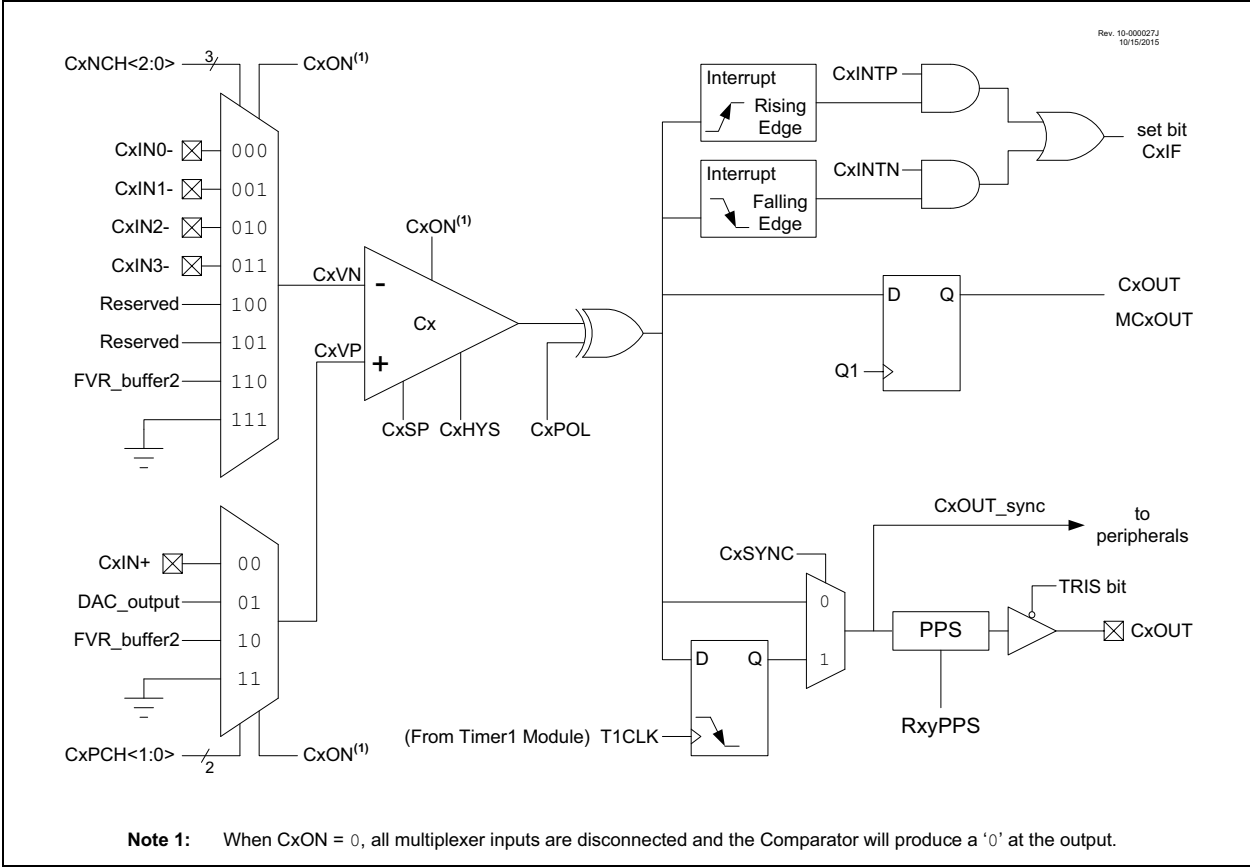 Rev. 10-000027J
10/15/2015
CxNCH<2:0>
3
CxON(1)
CxIN0-
000
CxIN1-
001
CxIN2-
010
CxIN3-
011
Reserved
100
Reserved
101
FVR_buffer2
110
111
CxVN
CxVP
CxON(1)
-
Cx
+
CxSP
CxHYS
CxPOL
Interrupt
Rising
Edge
CxINTP
Interrupt
Falling
Edge
CxINTN
set bit
CxIF
D
Q
Q1
CxOUT
MCxOUT
CxIN+
00
DAC_output
01
FVR_buffer2
10
11
CxPCH<1:0>
2
CxON(1)
CxOUT_sync
to
peripherals
CxSYNC
0
1
TRIS bit
PPS
CxOUT
RxyPPS
D
Q
(From Timer1 Module) T1CLK
Note 1: When CxON = 0, all multiplexer inputs are disconnected and the Comparator will produce a ‘0’ at the output.